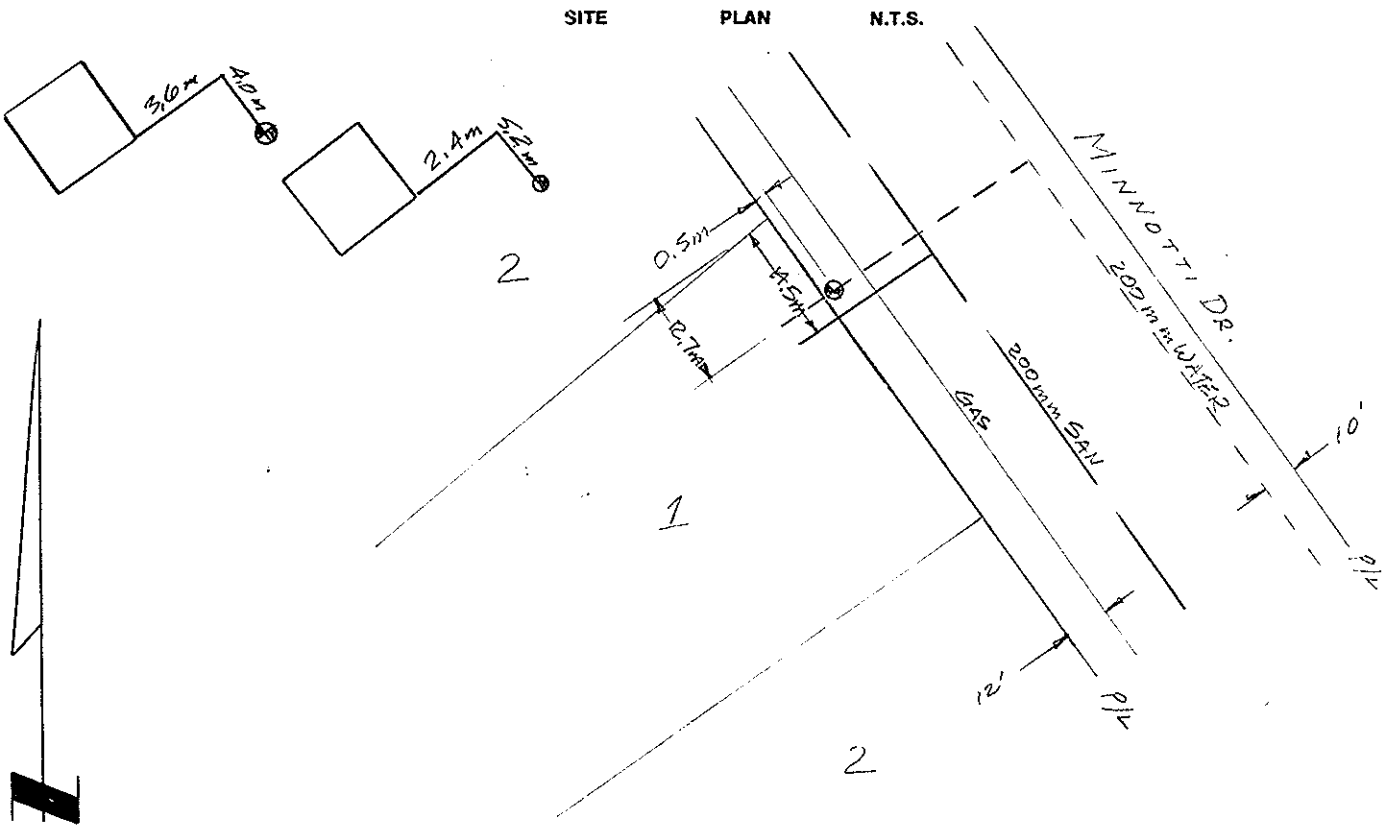 SITE PLAN N.T.S.
3.6m
4.0m
2.4m
5.2m
2
0.5m
4.5m
12.7m
MINNOTTI DR.
200mm WATER
200mm SAN
GAS
10'
1
P/L
12'
P/L
2